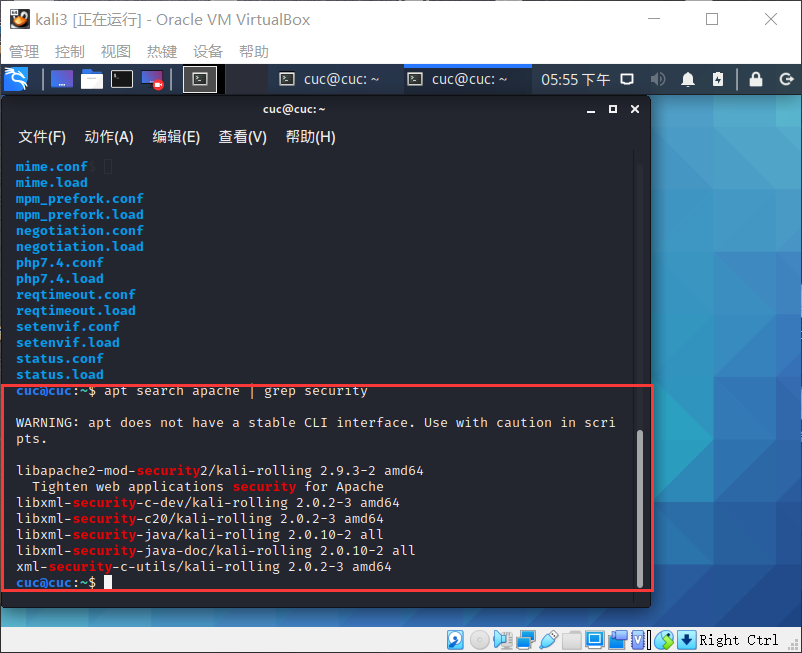 kali3 [正在运行] - Oracle VM VirtualBox
管理 控制 视图 热键 设备 帮助
cuc@cuc: ~ cuc@cuc: ~ 05:55 下午
cuc@cuc:~
文件(F) 动作(A) 编辑(E) 查看(V) 帮助(H)
mime.conf
mime.load
mpm_prefork.conf
mpm_prefork.load
negotiation.conf
negotiation.load
php7.4.conf
php7.4.load
reqtimeout.conf
reqtimeout.load
setenvif.conf
setenvif.load
status.conf
status.load
cuc@cuc:~$ apt search apache | grep security
WARNING: apt does not have a stable CLI interface. Use with caution in scri
pts.
libapache2-mod-security2/kali-rolling 2.9.3-2 amd64
Tighten web applications security for Apache
libxml-security-c-dev/kali-rolling 2.0.2-3 amd64
libxml-security-c20/kali-rolling 2.0.2-3 amd64
libxml-security-java/kali-rolling 2.0.10-2 all
libxml-security-java-doc/kali-rolling 2.0.10-2 all
xml-security-c-utils/kali-rolling 2.0.2-3 amd64
cuc@cuc:~$
Right Ctrl